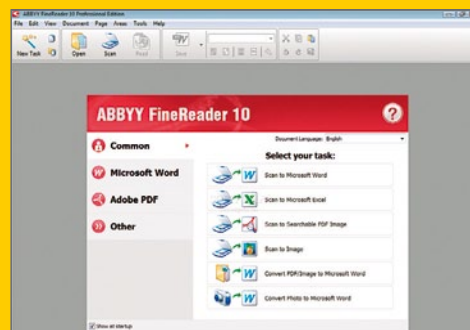 ABBYY FineReader 10 Professional Edition
File Edit View Document Page Areas Tools Help
New Task Open Scan Read Save
ABBYY FineReader 10 ?
Document Language: English
Common
Select your task:
Microsoft Word
Scan to Microsoft Word
Adobe PDF
Scan to Microsoft Excel
Other
Scan to Searchable PDF Image
Scan to Image
Convert PDF/Image to Microsoft Word
Convert Photo to Microsoft Word
Show at startup